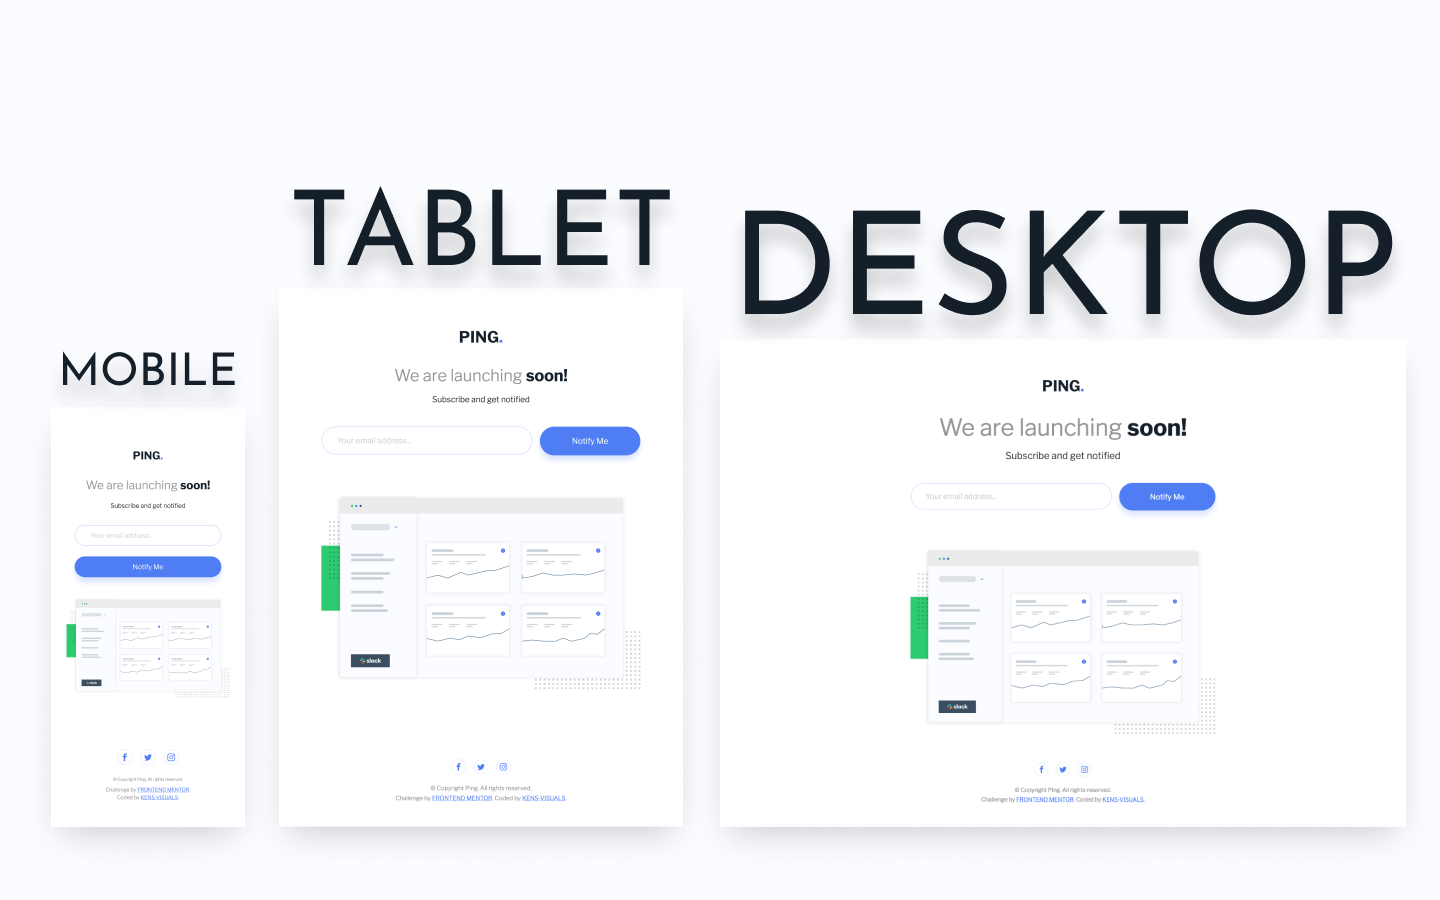 MOBILE
PING.
We are launching soon!
Subscribe and get notified
Your email address...
Notify Me
slack
© Copyright Ping. All rights reserved.
Challenge by FRONTEND MENTOR
Coded by KENS-VISUALS.
TABLET
PING.
We are launching soon!
Subscribe and get notified
Your email address...
Notify Me
slack
© Copyright Ping. All rights reserved.
Challenge by FRONTEND MENTOR. Coded by KENS-VISUALS.
DESKTOP
PING.
We are launching soon!
Subscribe and get notified
Your email address...
Notify Me
slack
© Copyright Ping. All rights reserved.
Challenge by FRONTEND MENTOR. Coded by KENS-VISUALS.